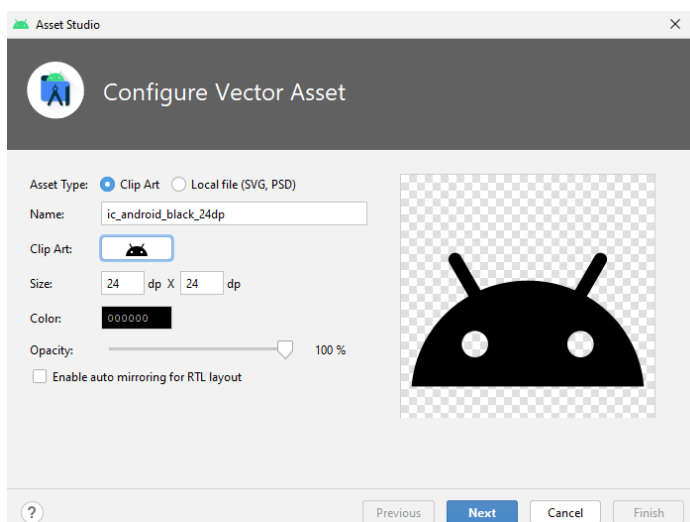 Asset Studio
Configure Vector Asset
Asset Type: Clip Art Local file (SVG, PSD)
Name: ic_android_black_24dp
Clip Art:
Size: 24 dp X 24 dp
Color: 000000
Opacity: 100 %
Enable auto mirroring for RTL layout
? Previous Next Cancel Finish